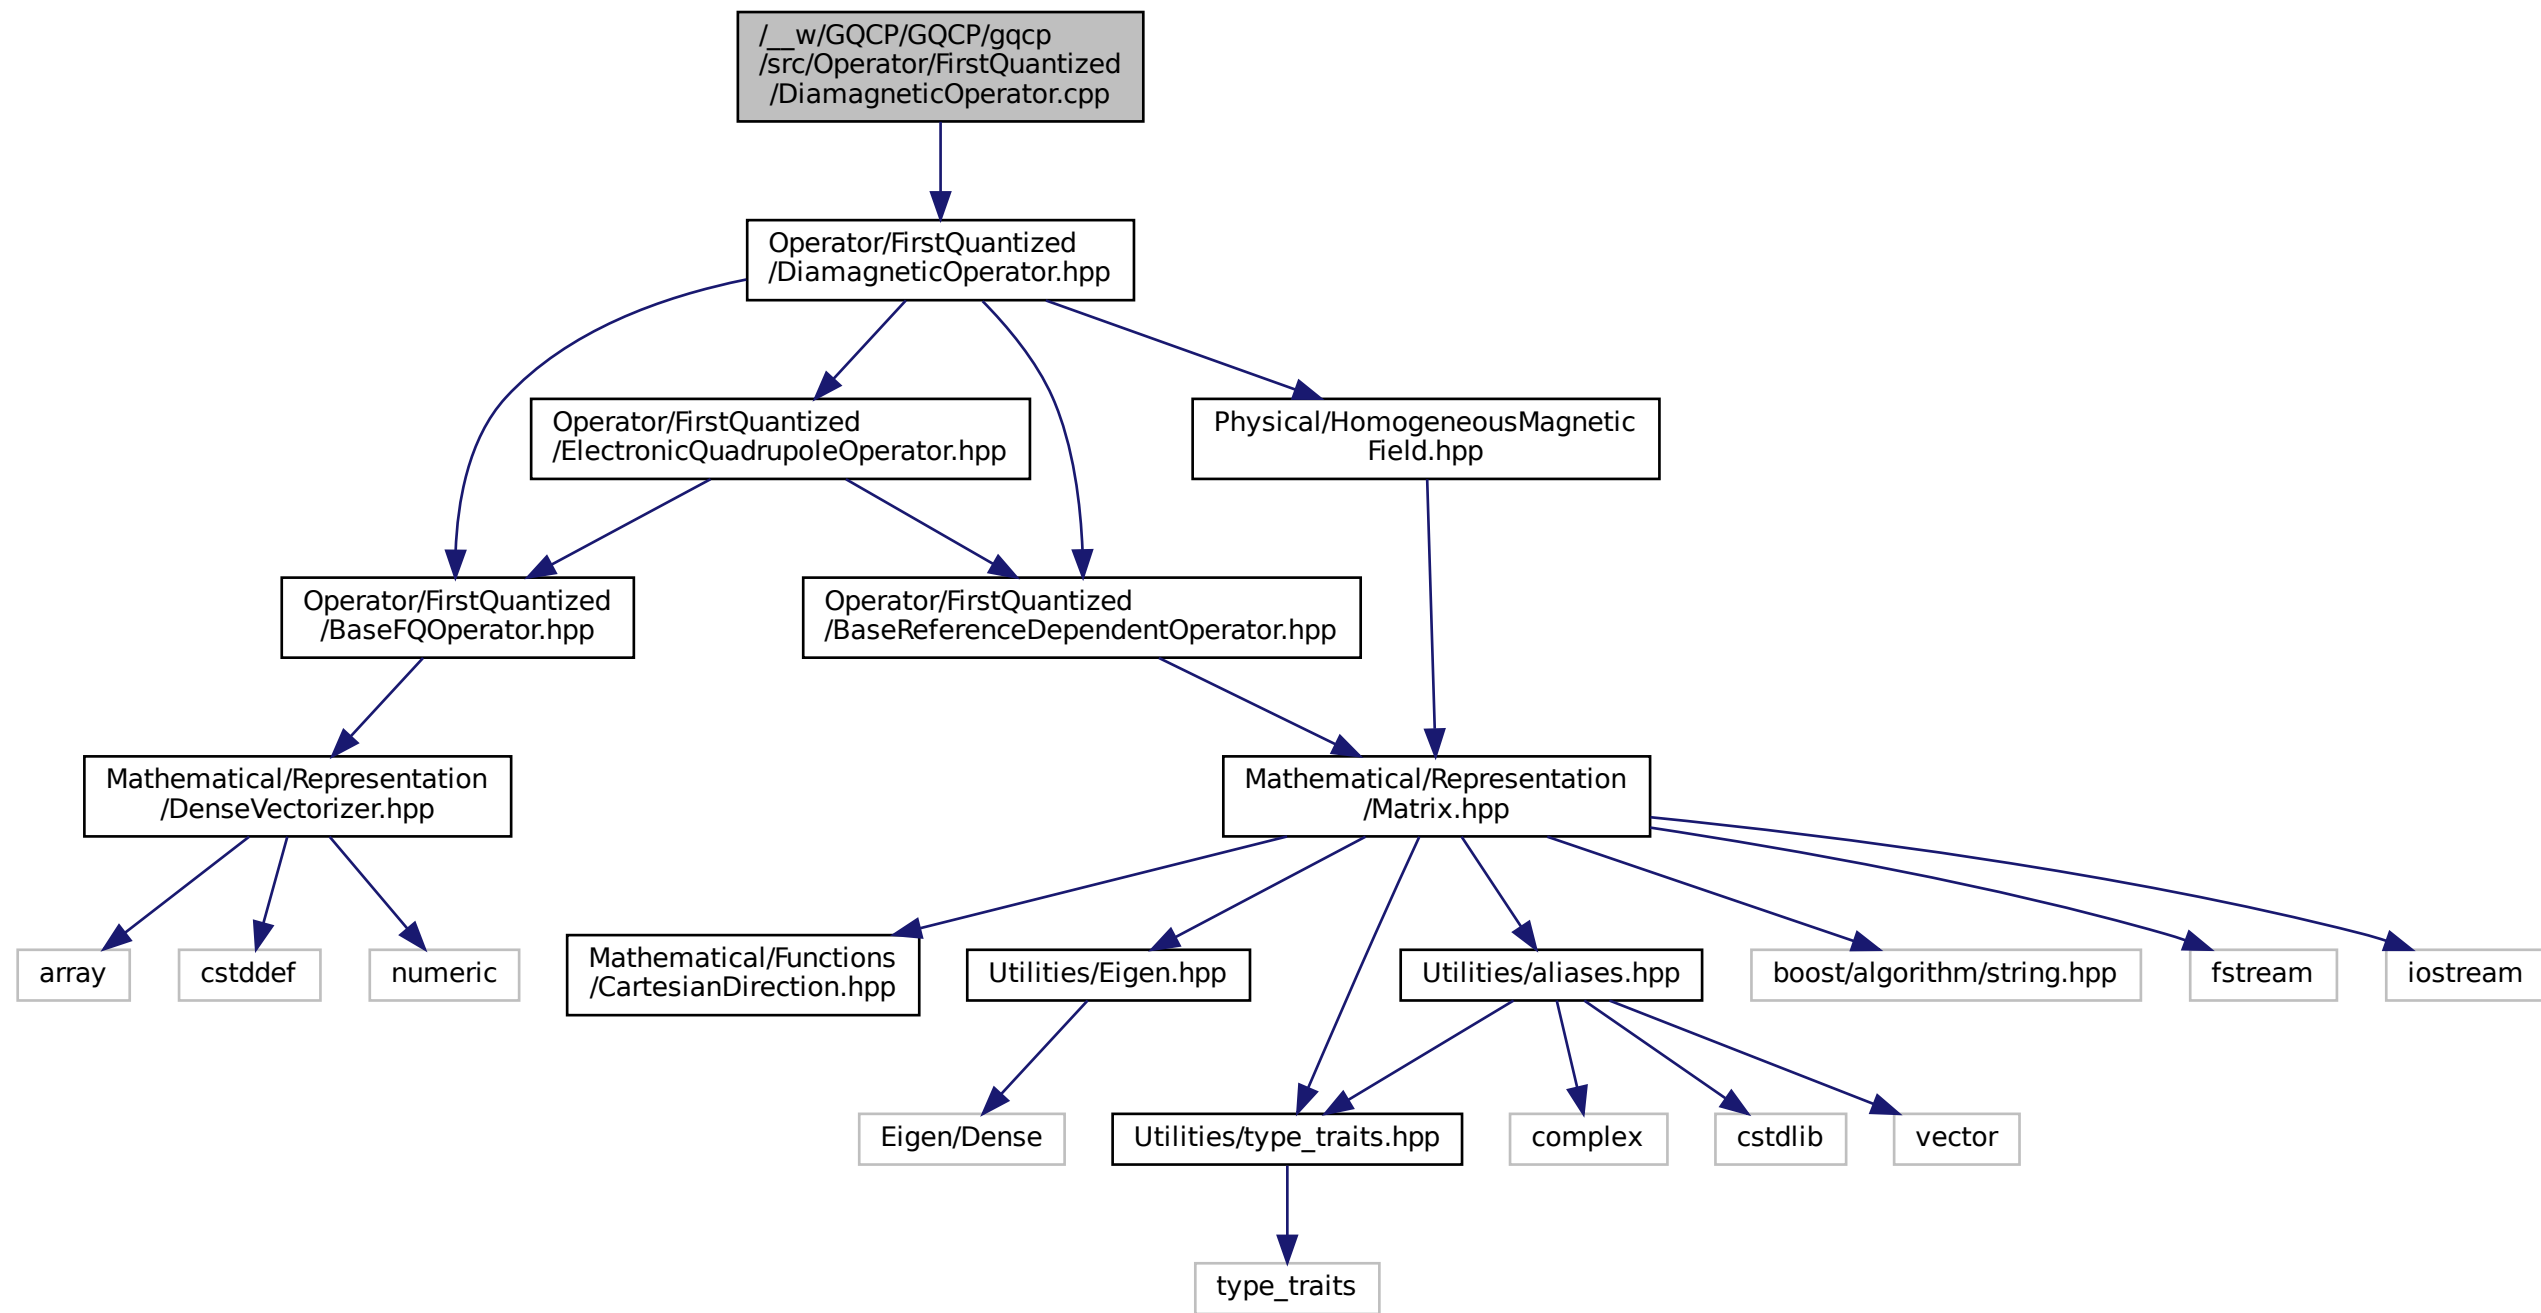 /__w/GQCP/GQCP/gqcp
/src/Operator/FirstQuantized
/DiamagneticOperator.cpp
Operator/FirstQuantized
/DiamagneticOperator.hpp
Operator/FirstQuantized
/ElectronicQuadrupoleOperator.hpp
Physical/HomogeneousMagnetic
Field.hpp
Operator/FirstQuantized
/BaseFQOperator.hpp
Operator/FirstQuantized
/BaseReferenceDependentOperator.hpp
Mathematical/Representation
/DenseVectorizer.hpp
Mathematical/Representation
/Matrix.hpp
array
cstddef
numeric
Mathematical/Functions
/CartesianDirection.hpp
Utilities/Eigen.hpp
Utilities/aliases.hpp
boost/algorithm/string.hpp
fstream
iostream
Eigen/Dense
Utilities/type_traits.hpp
complex
cstdlib
vector
type_traits